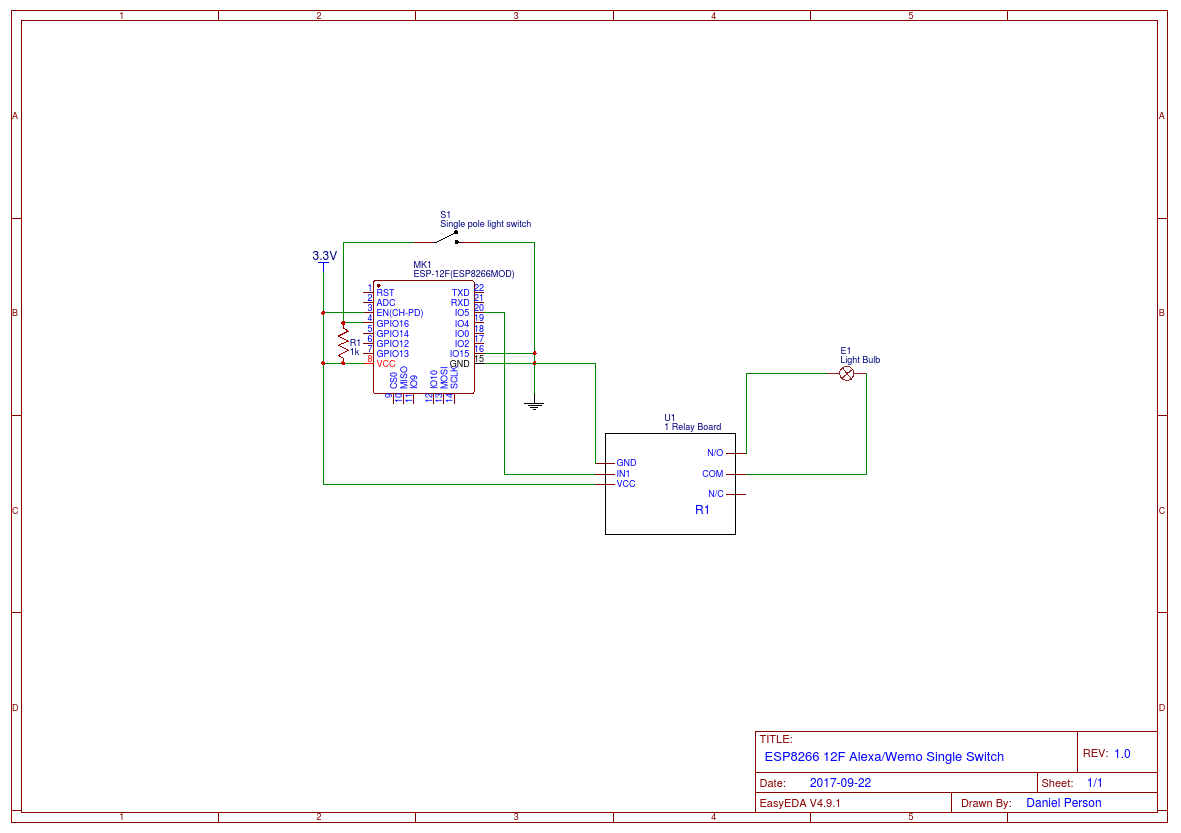 1 2 3 4 5
A A
S1
Single pole light switch
3.3V
MK1
ESP-12F(ESP8266MOD)
1 RST TXD 22
2 ADC RXD 21
B 3 EN(CH-PD) IO5 20 B
4 GPIO16 IO4 19
5 GPIO14 IO0 18
R1 6 GPIO12 IO2 17
1k 7 GPIO13 IO15 16
8 VCC GND 15
CS0 MISO IO9 IO10 MOSI SCLK
9 10 11 12 13 14
E1
Light Bulb
U1
1 Relay Board
N/O
GND
IN1 COM
VCC
N/C
R1
C C
D D
TITLE:
ESP8266 12F Alexa/Wemo Single Switch
REV: 1.0
Date: 2017-09-22
Sheet: 1/1
EasyEDA V4.9.1
Drawn By: Daniel Person
1 2 3 4 5